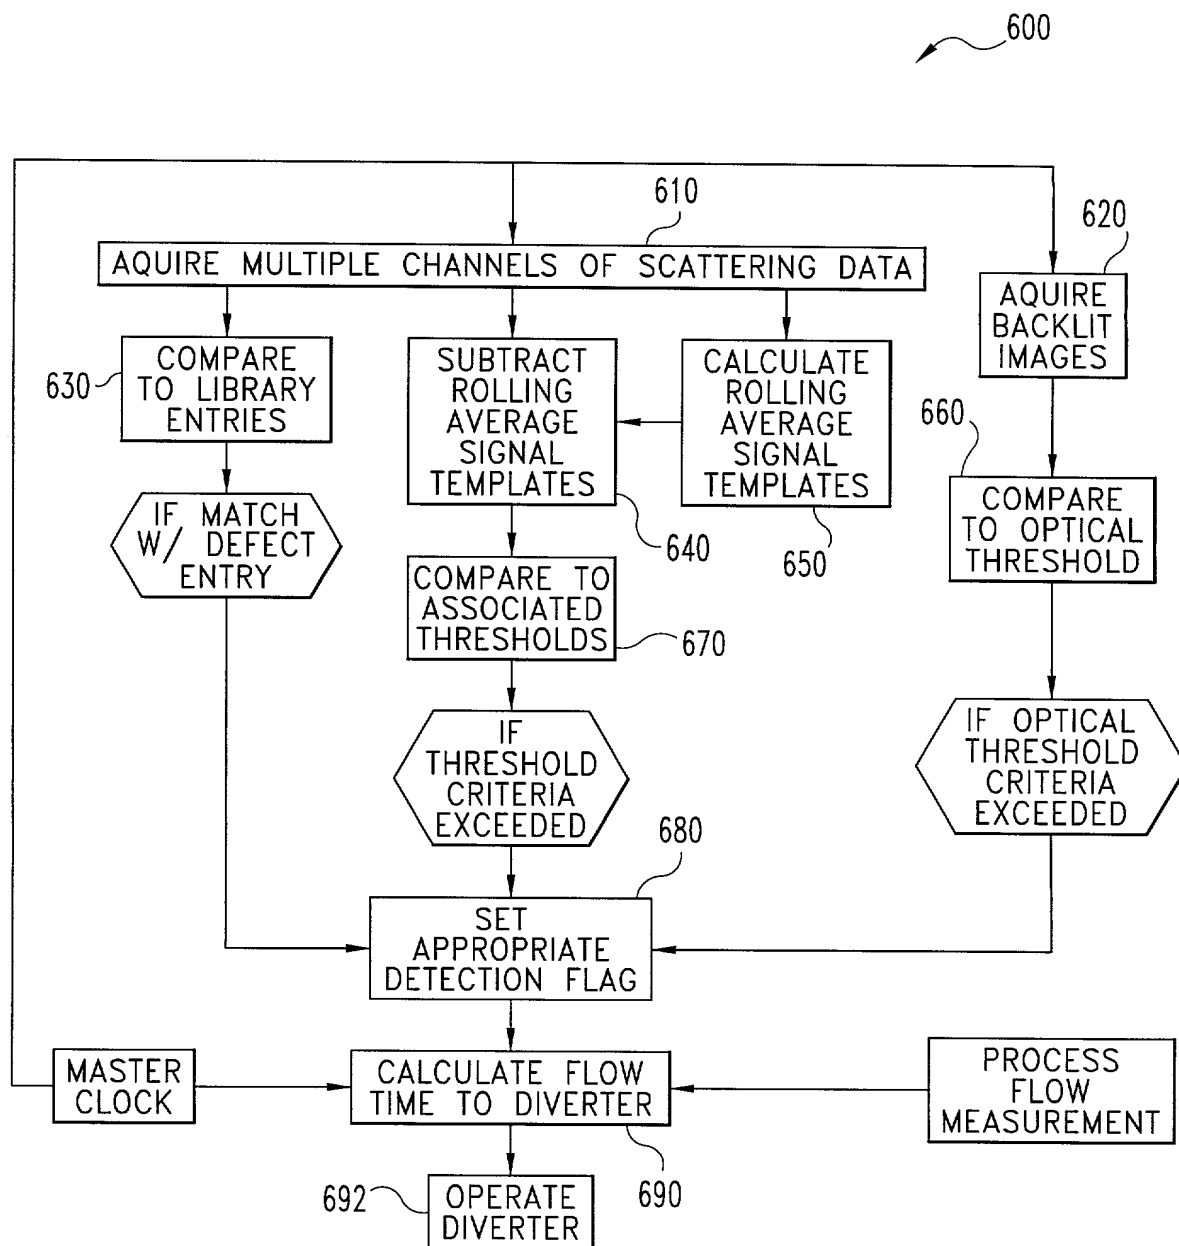 600
610
AQUIRE MULTIPLE CHANNELS OF SCATTERING DATA
620
AQUIRE
BACKLIT
IMAGES
630
COMPARE
TO LIBRARY
ENTRIES
SUBTRACT
ROLLING
AVERAGE
SIGNAL
TEMPLATES
640
CALCULATE
ROLLING
AVERAGE
SIGNAL
TEMPLATES
650
660
COMPARE
TO OPTICAL
THRESHOLD
IF MATCH
W/ DEFECT
ENTRY
COMPARE TO
ASSOCIATED
THRESHOLDS
670
IF
THRESHOLD
CRITERIA
EXCEEDED
IF OPTICAL
THRESHOLD
CRITERIA
EXCEEDED
680
SET
APPROPRIATE
DETECTION FLAG
MASTER
CLOCK
CALCULATE FLOW
TIME TO DIVERTER
690
PROCESS
FLOW
MEASUREMENT
692
OPERATE
DIVERTER